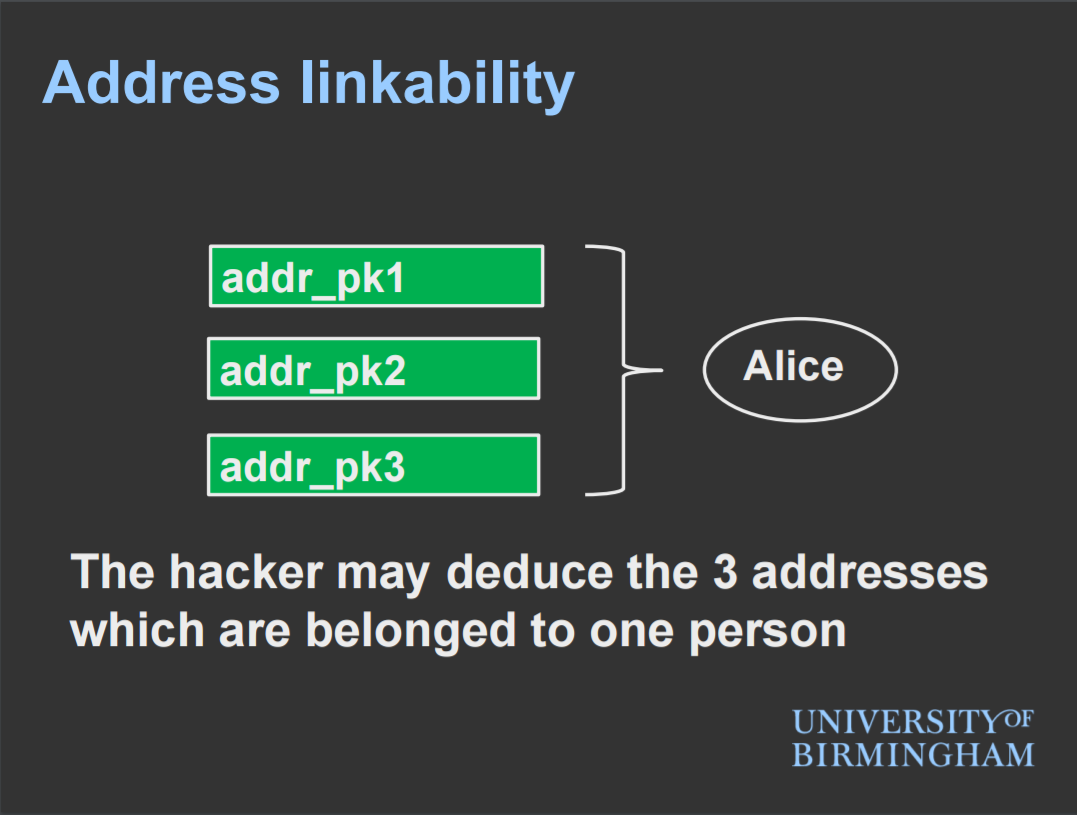 Address linkability
addr_pk1
addr_pk2
addr_pk3
Alice
The hacker may deduce the 3 addresses
which are belonged to one person
UNIVERSITY OF
BIRMINGHAM